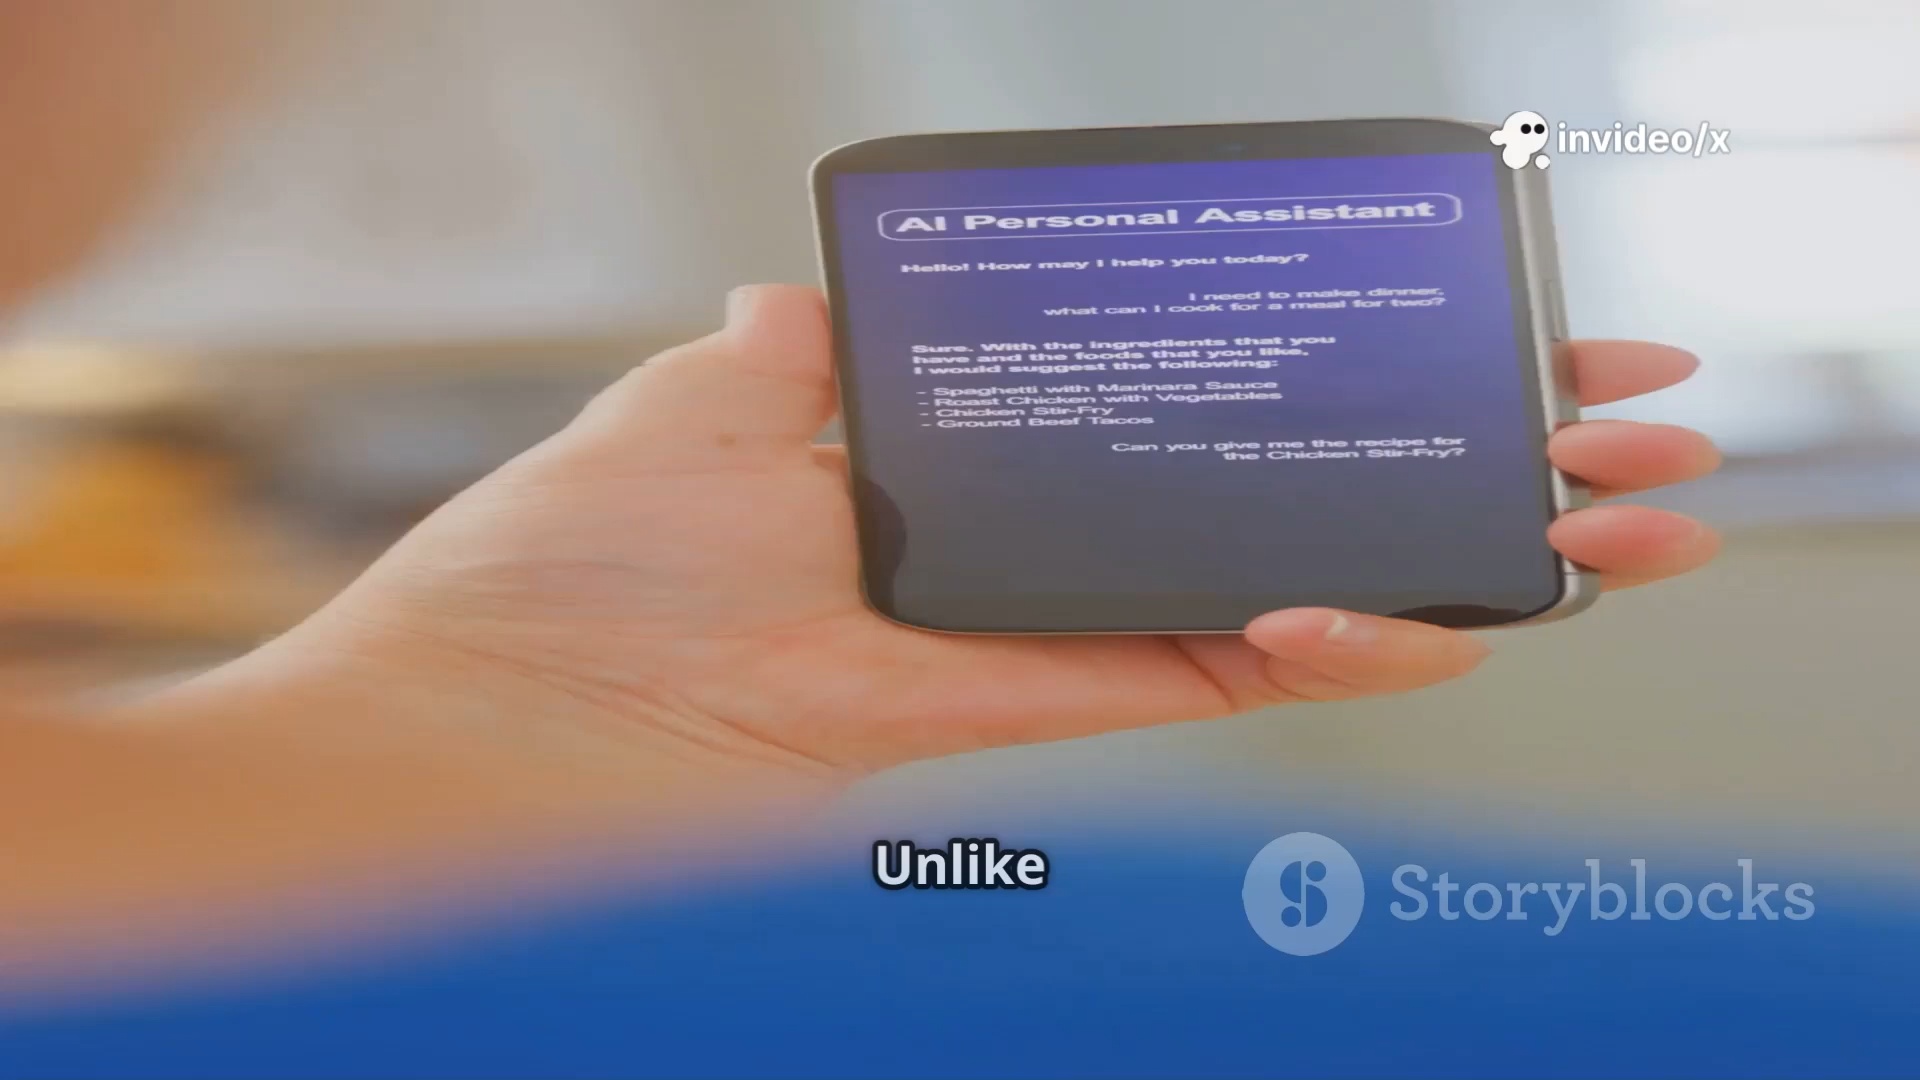 invideo/x
AI Personal Assistant
Hello! How may I help you today?
I need to make dinner,
what can I cook for a meal for two?
Sure. With the ingredients that you
have and the foods that you like,
I would suggest the following:
- Spaghetti with Marinara Sauce
- Roast Chicken with Vegetables
- Chicken Stir-Fry
- Ground Beef Tacos
Can you give me the recipe for
the Chicken Stir-Fry?
Unlike
Storyblocks